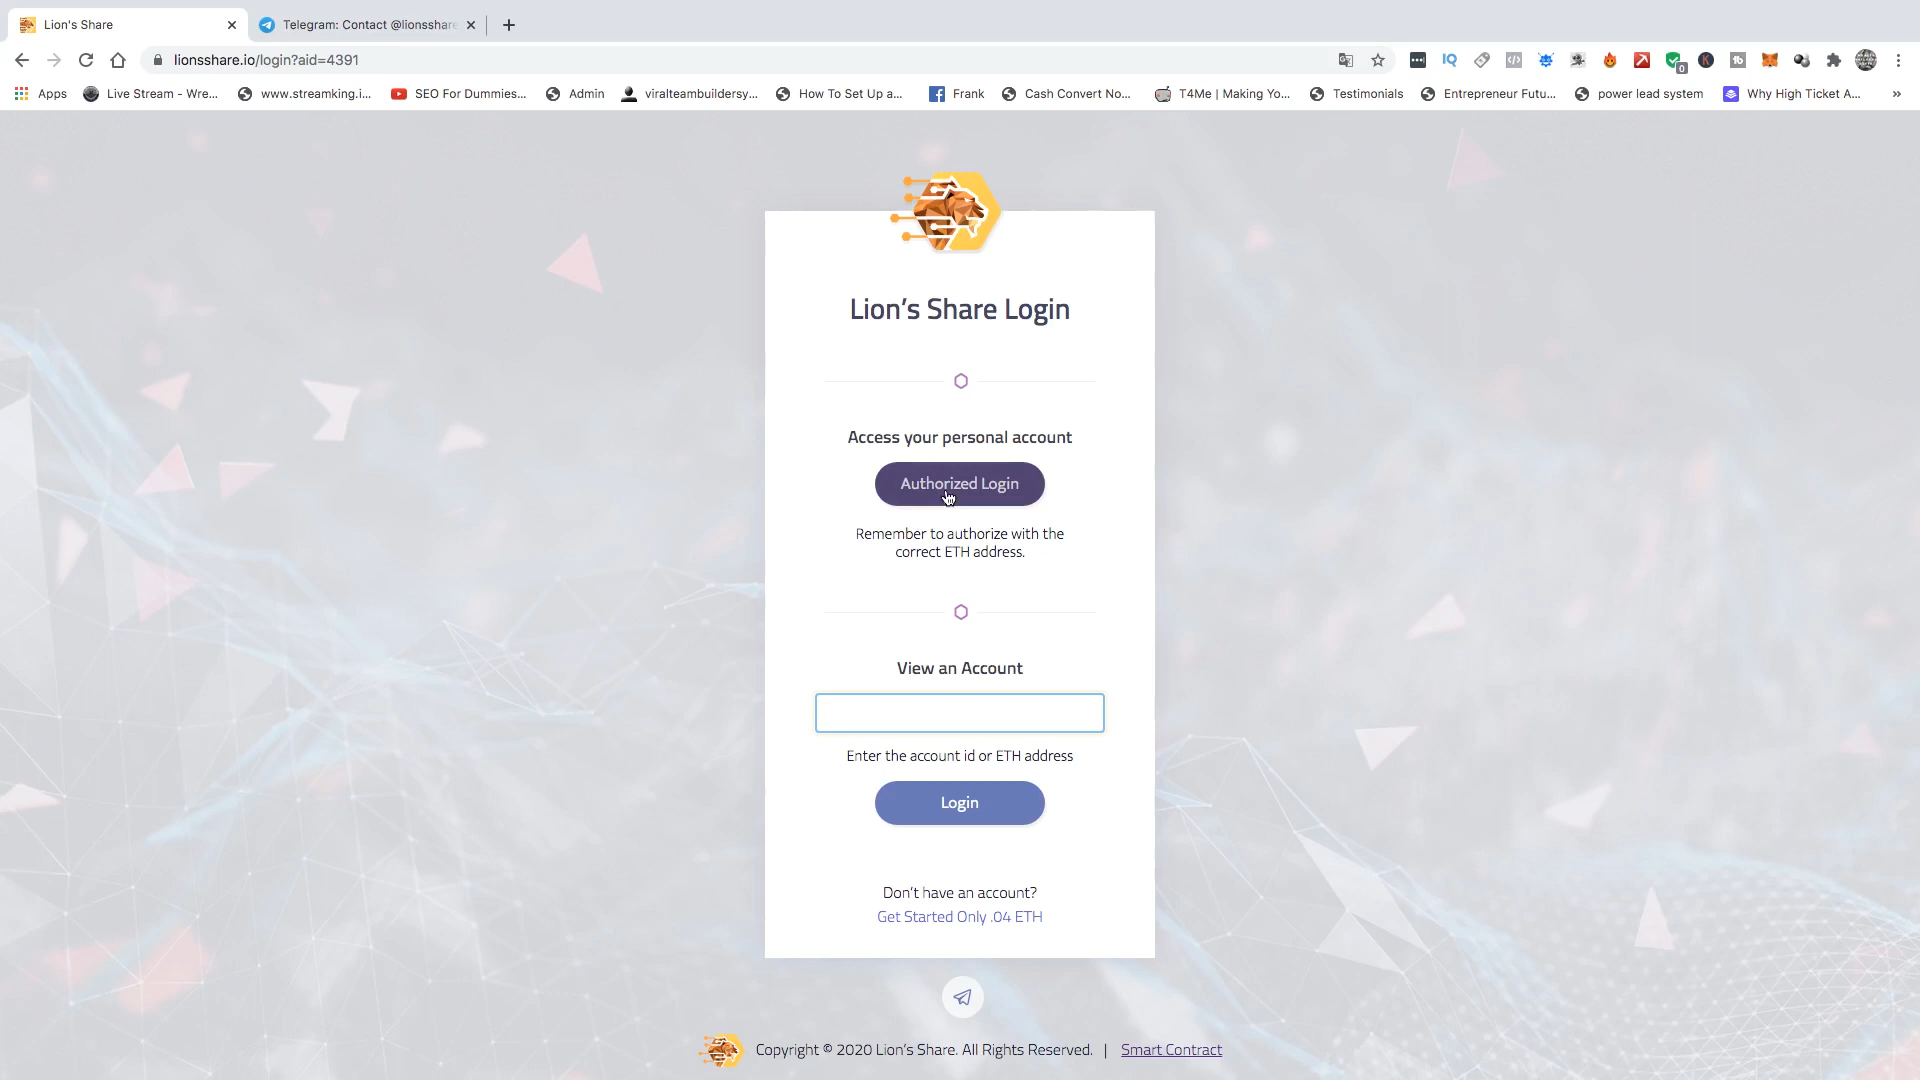 Lion's Share
Telegram: Contact @lionsshare
lionsshare.io/login?aid=4391
Apps
Live Stream - Wre...
www.streamking.i...
SEO For Dummies...
Admin
viralteambuildersy...
How To Set Up a...
Frank
Cash Convert No...
T4Me | Making Yo...
Testimonials
Entrepreneur Futu...
power lead system
Why High Ticket A...
IQ
0
K
tb
Lion's Share Login
Access your personal account
Authorized Login
Remember to authorize with the
correct ETH address.
View an Account
Enter the account id or ETH address
Login
Don't have an account?
Get Started Only .04 ETH
Copyright © 2020 Lion's Share. All Rights Reserved. | Smart Contract